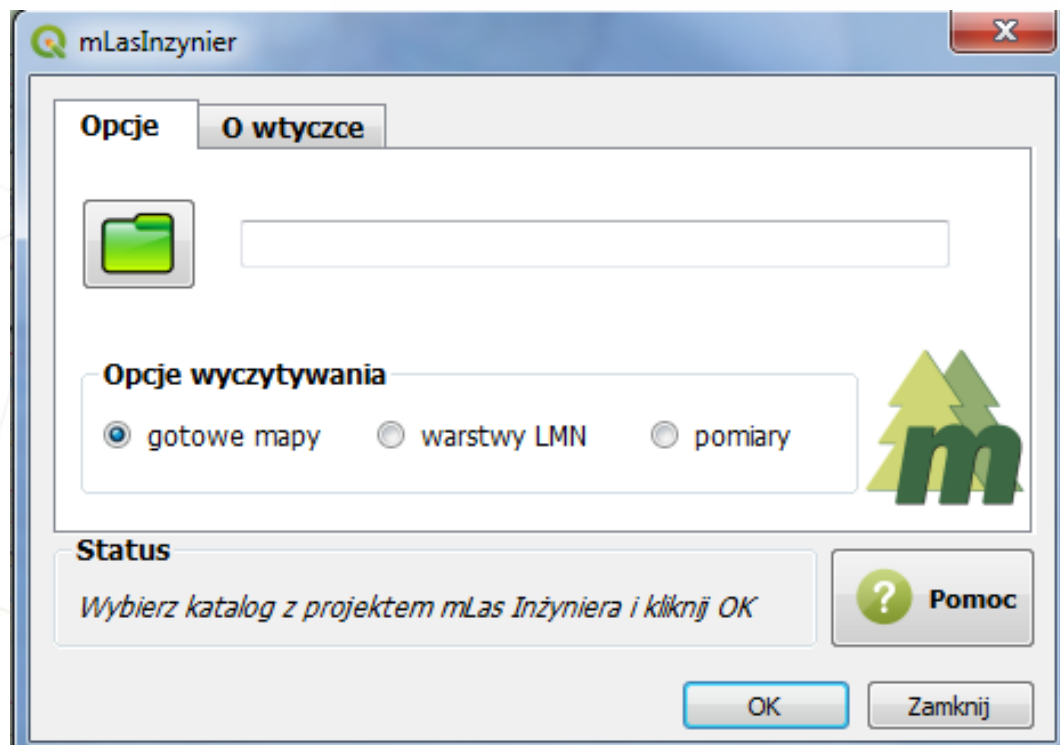 mLasInzynier
Opcje
O wtyczce
Opcje wyczytywania
gotowe mapy
warstwy LMN
pomiary
m
Status
Wybierz katalog z projektem mLas Inżyniera i kliknij OK
? Pomoc
OK
Zamknij